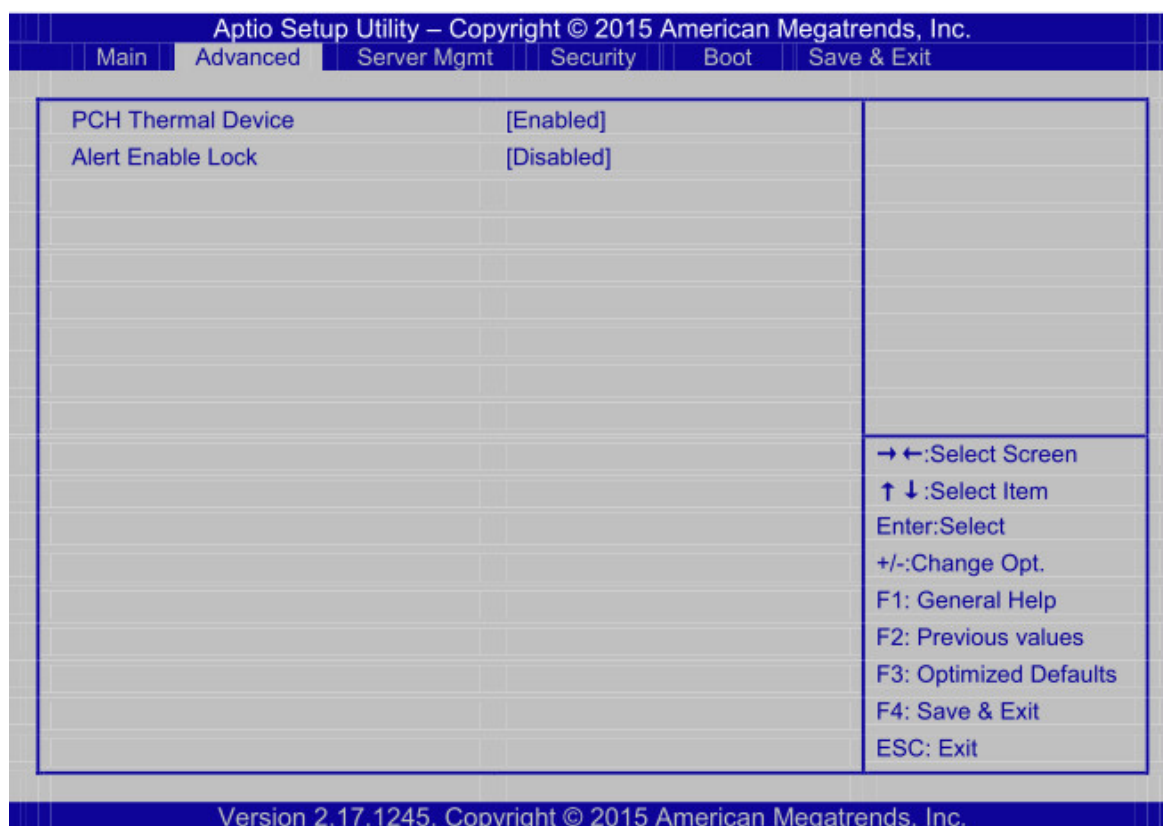 Aptio Setup Utility – Copyright © 2015 American Megatrends, Inc.
Main Advanced Server Mgmt Security Boot Save & Exit
PCH Thermal Device [Enabled]
Alert Enable Lock [Disabled]
→ ←:Select Screen
↑ ↓:Select Item
Enter:Select
+/-:Change Opt.
F1: General Help
F2: Previous values
F3: Optimized Defaults
F4: Save & Exit
ESC: Exit
Version 2.17.1245. Copyright © 2015 American Megatrends, Inc.